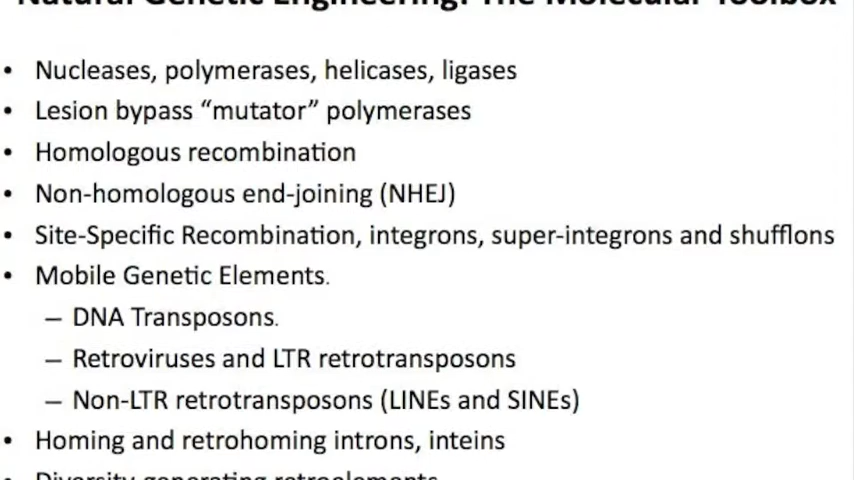 Natural Genetic Engineering: The Molecular Toolbox
• Nucleases, polymerases, helicases, ligases
• Lesion bypass “mutator” polymerases
• Homologous recombination
• Non-homologous end-joining (NHEJ)
• Site-Specific Recombination, integrons, super-integrons and shufflons
• Mobile Genetic Elements.
– DNA Transposons.
– Retroviruses and LTR retrotransposons
– Non-LTR retrotransposons (LINEs and SINEs)
• Homing and retrohoming introns, inteins
• Diversity-generating retroelements